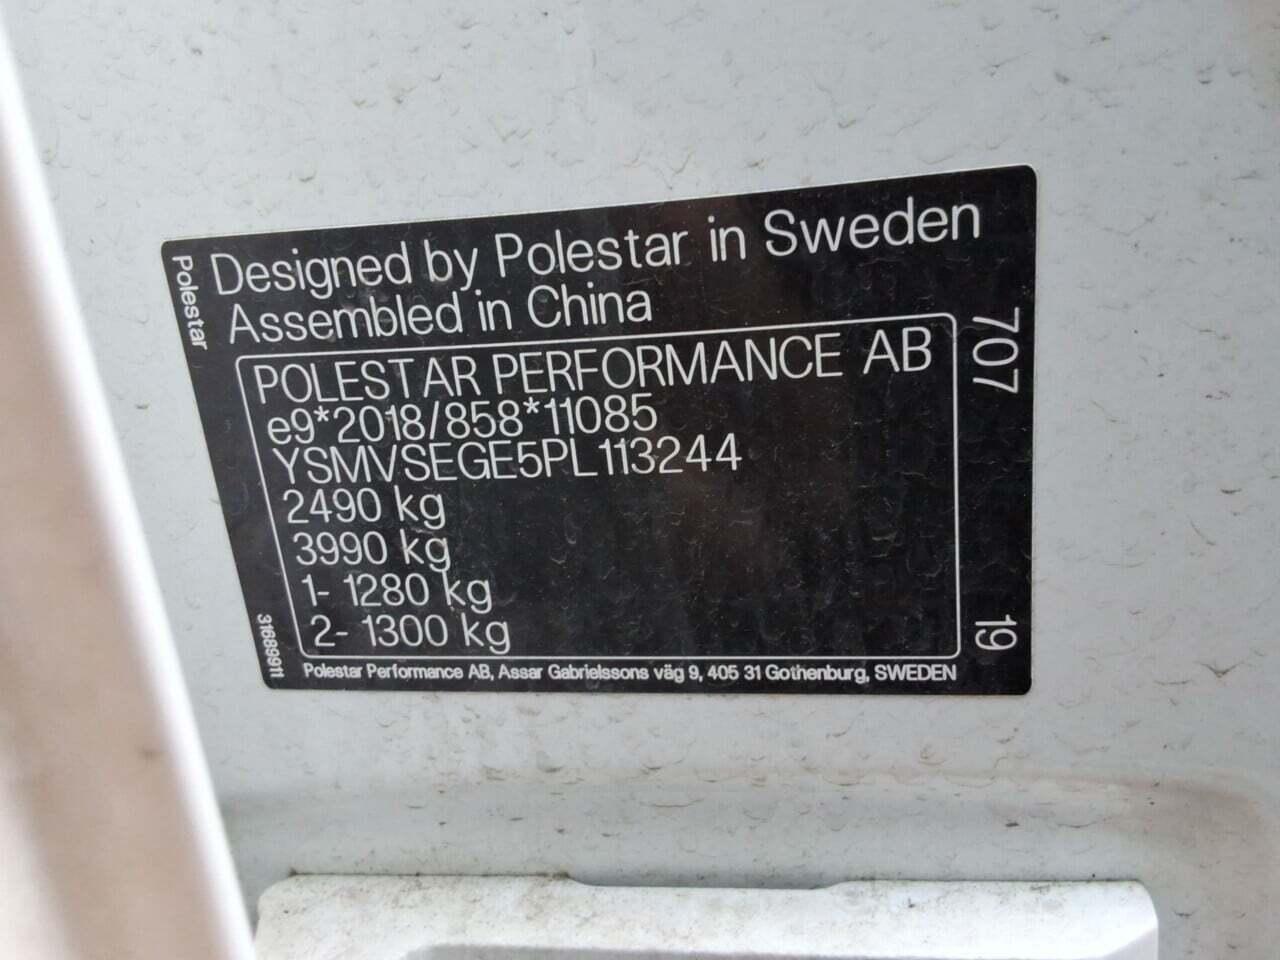 Polestar
Designed by Polestar in Sweden
Assembled in China
POLESTAR PERFORMANCE AB
e9*2018/858*11085
YSMVSEGE5PL113244
2490 kg
3990 kg
1- 1280 kg
2- 1300 kg
707
19
31689911
Polestar Performance AB, Assar Gabrielssons väg 9, 405 31 Gothenburg, SWEDEN